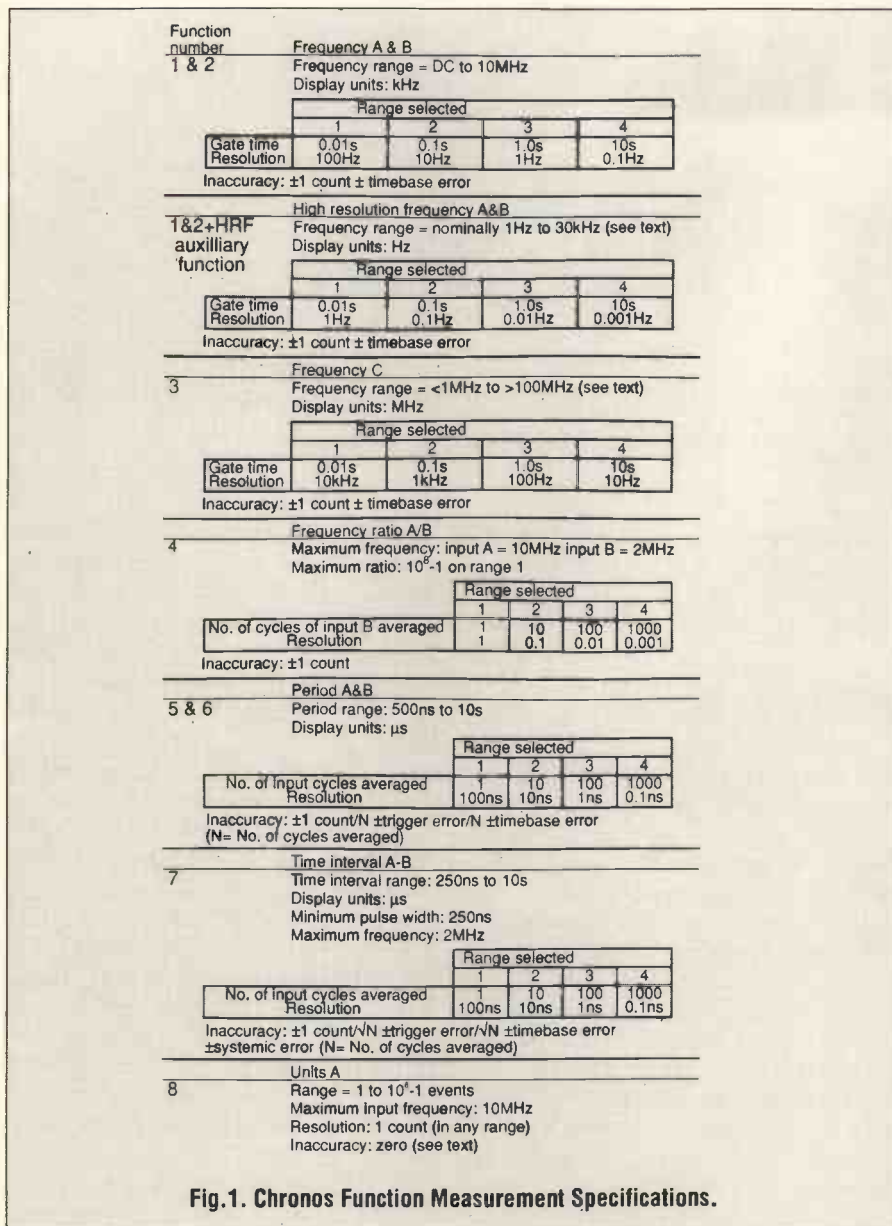 Function
number Frequency A & B
1 & 2 Frequency range = DC to 10MHz
Display units: kHz
Range selected
1 2 3 4
Gate time 0.01s 0.1s 1.0s 10s
Resolution 100Hz 10Hz 1Hz 0.1Hz
Inaccuracy: ±1 count ± timebase error
High resolution frequency A&B
1&2+HRF Frequency range = nominally 1Hz to 30kHz (see text)
auxilliary Display units: Hz
function
Range selected
1 2 3 4
Gate time 0.01s 0.1s 1.0s 10s
Resolution 1Hz 0.1Hz 0.01Hz 0.001Hz
Inaccuracy: ±1 count ± timebase error
Frequency C
3 Frequency range = <1MHz to >100MHz (see text)
Display units: MHz
Range selected
1 2 3 4
Gate time 0.01s 0.1s 1.0s 10s
Resolution 10kHz 1kHz 100Hz 10Hz
Inaccuracy: ±1 count ± timebase error
Frequency ratio A/B
4 Maximum frequency: input A = 10MHz input B = 2MHz
Maximum ratio: 10⁸-1 on range 1
Range selected
1 2 3 4
No. of cycles of input B averaged 1 10 100 1000
Resolution 1 0.1 0.01 0.001
Inaccuracy: ±1 count
Period A&B
5 & 6 Period range: 500ns to 10s
Display units: µs
Range selected
1 2 3 4
No. of input cycles averaged 1 10 100 1000
Resolution 100ns 10ns 1ns 0.1ns
Inaccuracy: ±1 count/N ±trigger error/N ±timebase error
(N= No. of cycles averaged)
Time interval A-B
7 Time interval range: 250ns to 10s
Display units: µs
Minimum pulse width: 250ns
Maximum frequency: 2MHz
Range selected
1 2 3 4
No. of input cycles averaged 1 10 100 1000
Resolution 100ns 10ns 1ns 0.1ns
Inaccuracy: ±1 count/√N ±trigger error/√N ±timebase error
±systemic error (N= No. of cycles averaged)
Units A
8 Range = 1 to 10⁸-1 events
Maximum input frequency: 10MHz
Resolution: 1 count (in any range)
Inaccuracy: zero (see text)
Fig.1. Chronos Function Measurement Specifications.